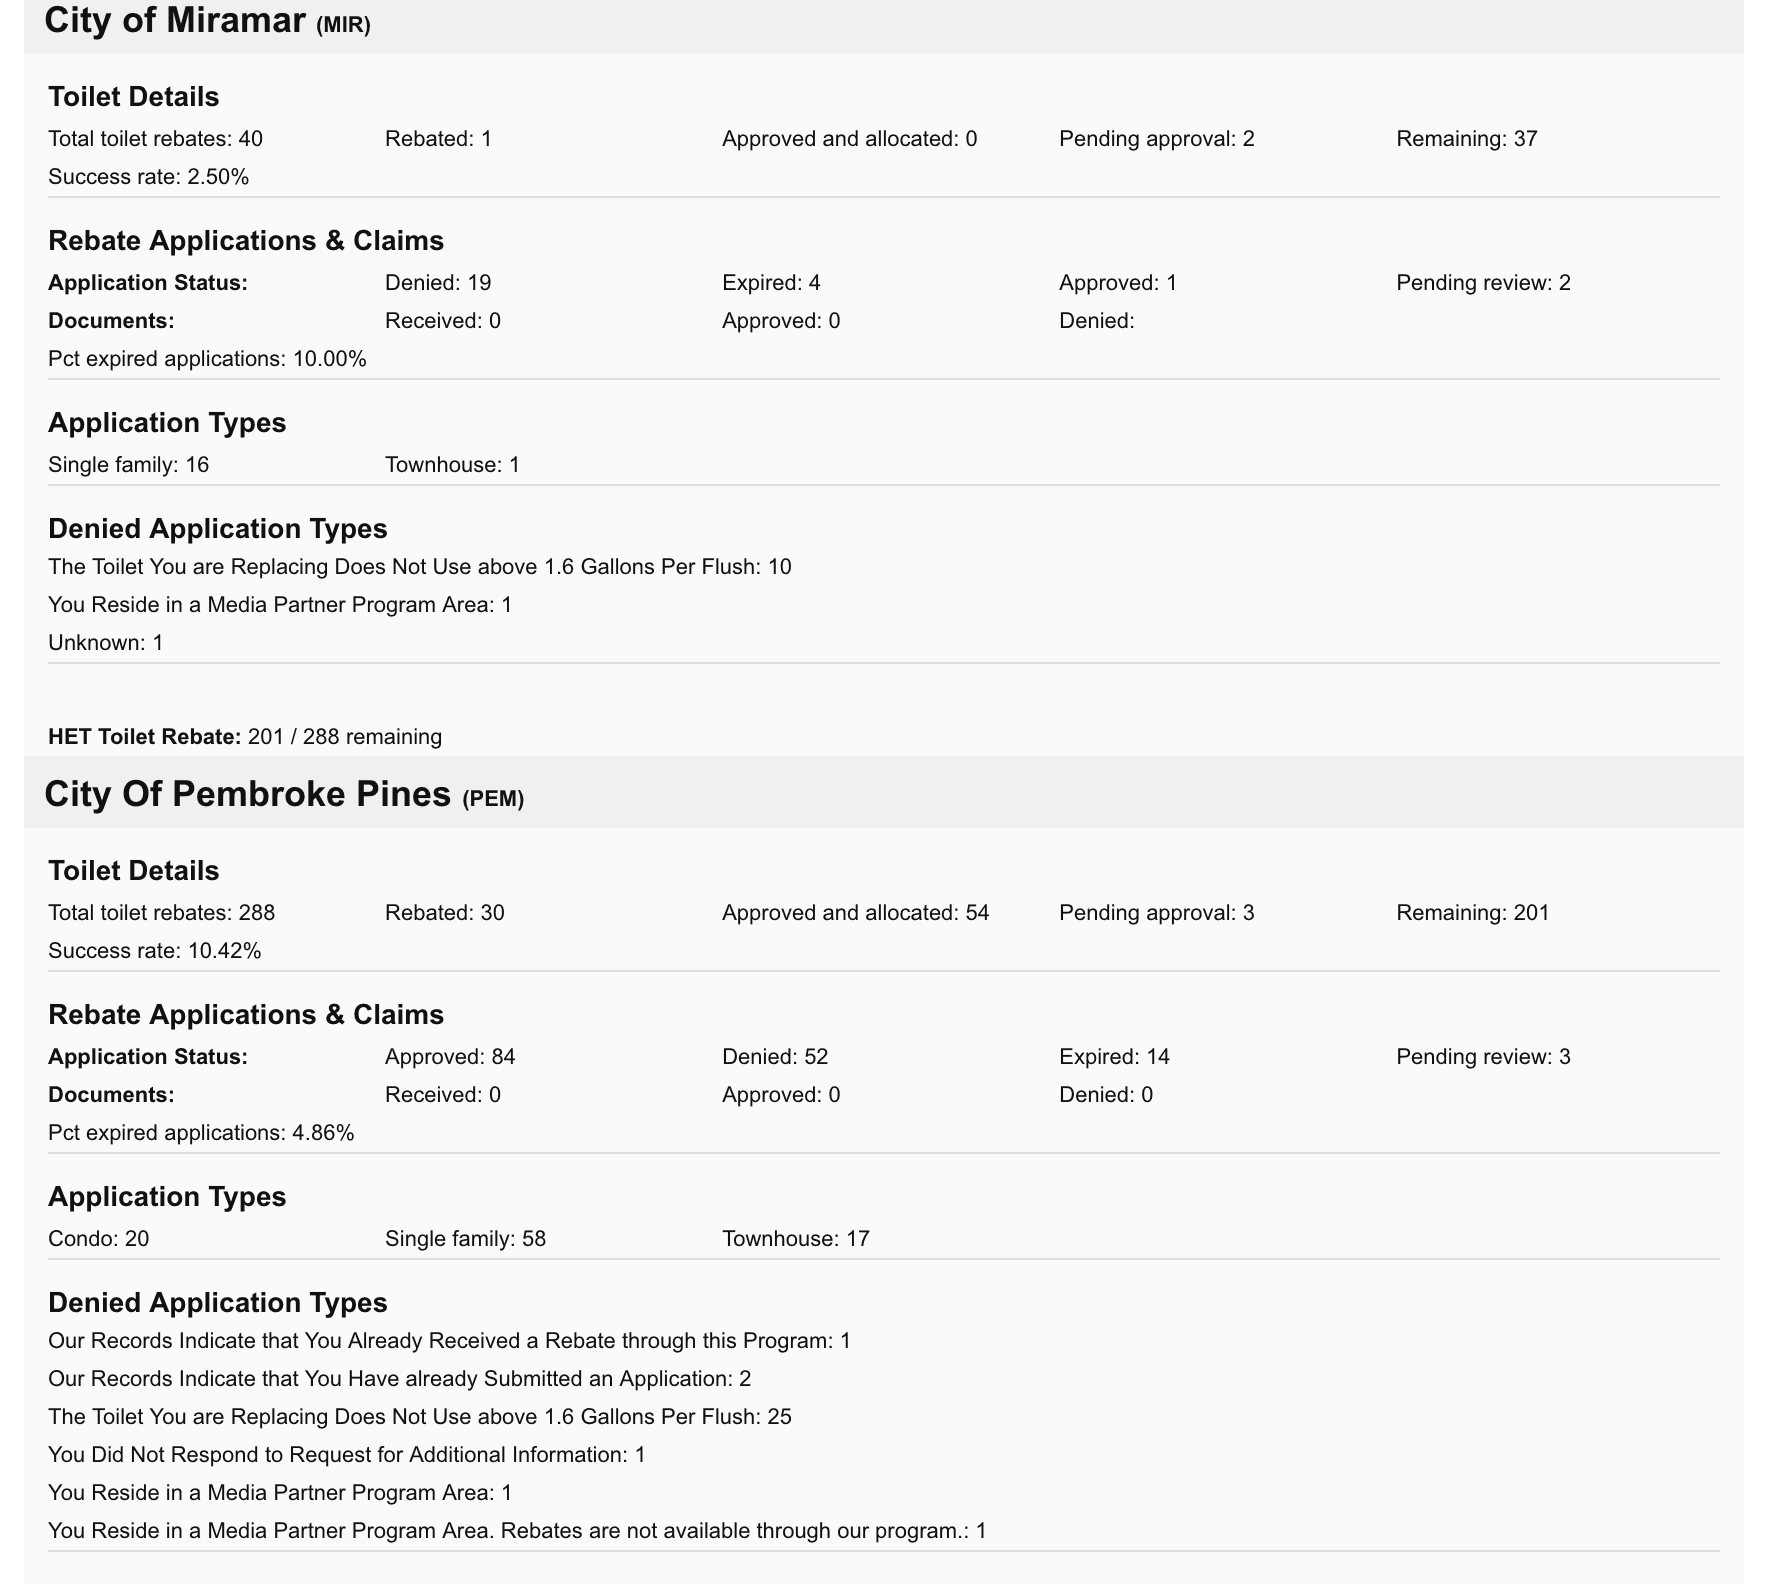 City of Miramar (MIR)
Toilet Details
Total toilet rebates: 40 Rebated: 1 Approved and allocated: 0 Pending approval: 2 Remaining: 37
Success rate: 2.50%
Rebate Applications & Claims
Application Status: Denied: 19 Expired: 4 Approved: 1 Pending review: 2
Documents: Received: 0 Approved: 0 Denied:
Pct expired applications: 10.00%
Application Types
Single family: 16 Townhouse: 1
Denied Application Types
The Toilet You are Replacing Does Not Use above 1.6 Gallons Per Flush: 10
You Reside in a Media Partner Program Area: 1
Unknown: 1
HET Toilet Rebate: 201 / 288 remaining
City Of Pembroke Pines (PEM)
Toilet Details
Total toilet rebates: 288 Rebated: 30 Approved and allocated: 54 Pending approval: 3 Remaining: 201
Success rate: 10.42%
Rebate Applications & Claims
Application Status: Approved: 84 Denied: 52 Expired: 14 Pending review: 3
Documents: Received: 0 Approved: 0 Denied: 0
Pct expired applications: 4.86%
Application Types
Condo: 20 Single family: 58 Townhouse: 17
Denied Application Types
Our Records Indicate that You Already Received a Rebate through this Program: 1
Our Records Indicate that You Have already Submitted an Application: 2
The Toilet You are Replacing Does Not Use above 1.6 Gallons Per Flush: 25
You Did Not Respond to Request for Additional Information: 1
You Reside in a Media Partner Program Area: 1
You Reside in a Media Partner Program Area. Rebates are not available through our program.: 1